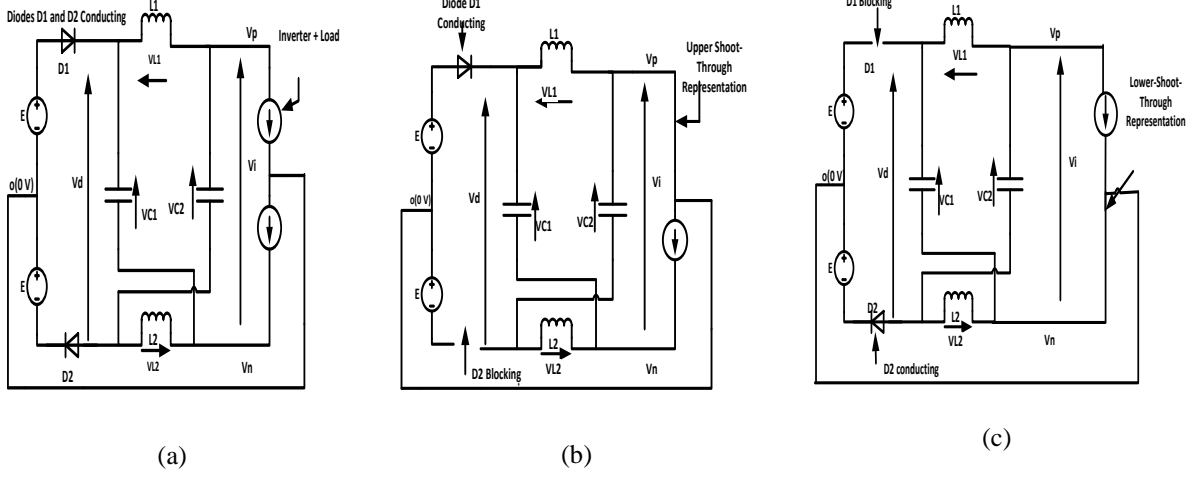 Diodes D1 and D2 Conducting
L1
Vp
Inverter + Load
D1
VL1
E
Vd
Vi
o(0 V)
VC1
VC2
E
L2
D2
VL2
Vn
(a)
Diode D1
Conducting
L1
Vp
Upper Shoot-
Through
Representation
VL1
E
Vd
Vi
o(0 V)
VC1
VC2
E
L2
D2 Blocking
VL2
Vn
(b)
D1 Blocking
L1
Vp
D1
VL1
Lower-Shoot-
Through
Representation
E
Vd
Vi
o(0 V)
VC1
VC2
E
D2
L2
VL2
Vn
D2 conducting
(c)